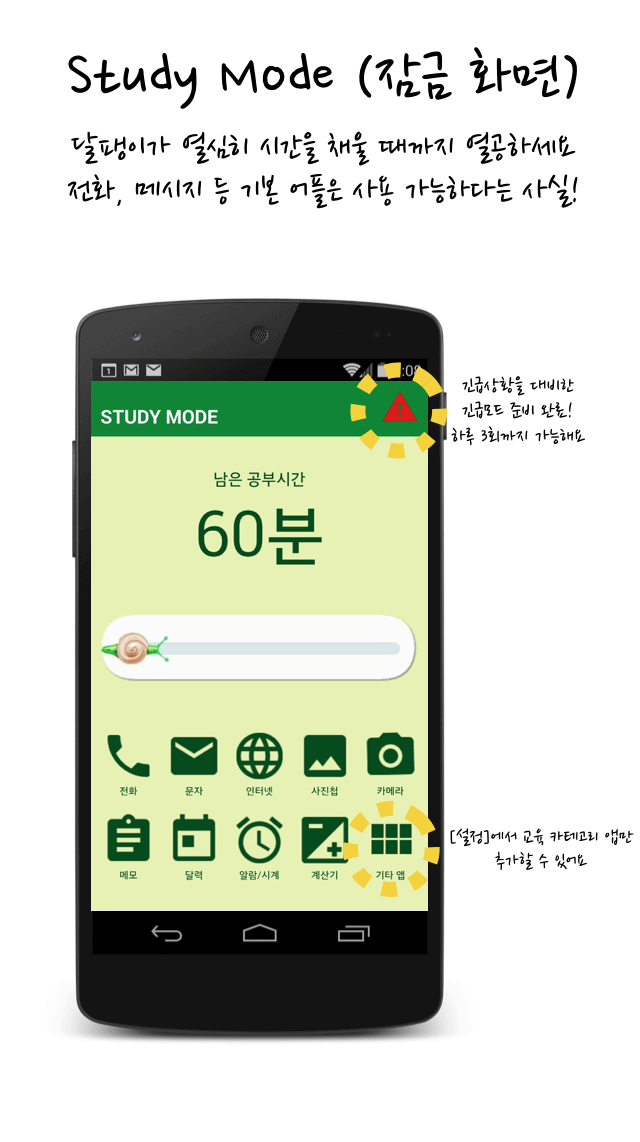 Study Mode (잠금 화면)
달팽이가 열심히 시간을 채울 때까지 열공하세요
전화, 메시지 등 기본 어플은 사용 가능하다는 사실!
1
:08
긴급상황을 대비한
긴급모드 준비 완료!
하루 3회까지 가능해요
STUDY MODE
남은 공부시간
60분
전화 문자 인터넷 사진첩 카메라
메모 달력 알람/시계 계산기 기타 앱
[설정]에서 교육 카테고리 앱만
추가할 수 있어요